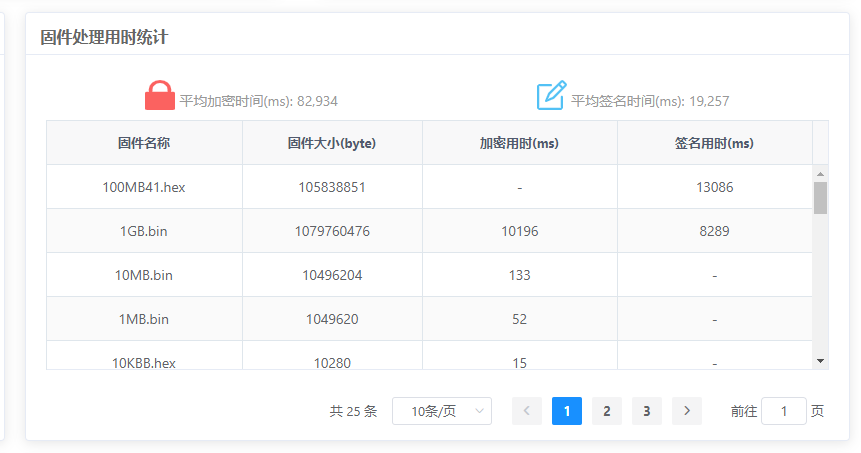 固件处理用时统计
平均加密时间(ms): 82,934 平均签名时间(ms): 19,257
固件名称 固件大小(byte) 加密用时(ms) 签名用时(ms)
100MB41.hex 105838851 - 13086
1GB.bin 1079760476 10196 8289
10MB.bin 10496204 133 -
1MB.bin 1049620 52 -
10KBB.hex 10280 15 -
共 25 条 10条/页 1 2 3 前往 1 页